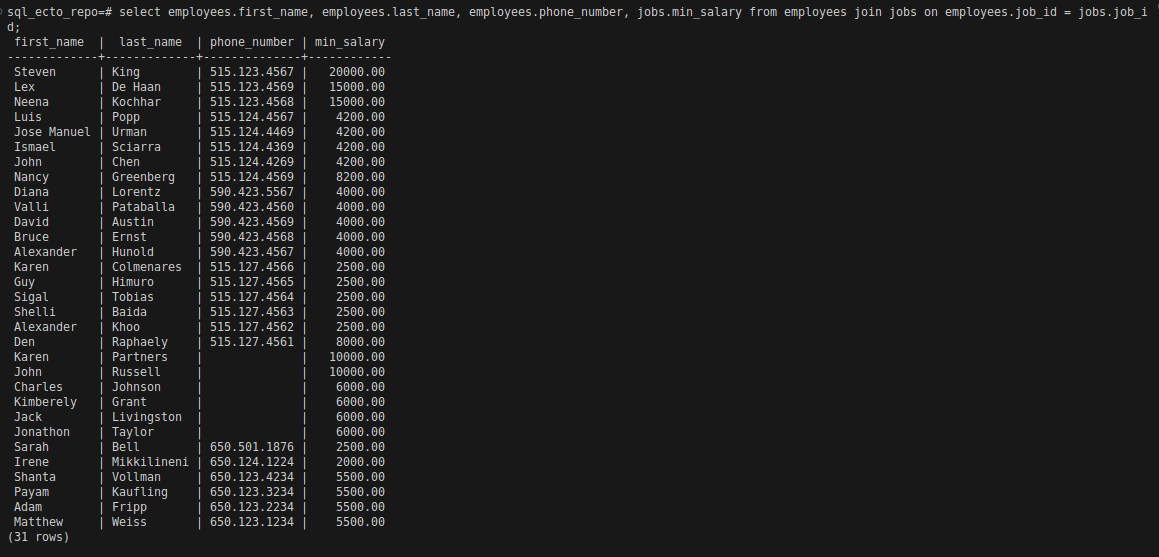 sql_ecto_repo=# select employees.first_name, employees.last_name, employees.phone_number, jobs.min_salary from employees join jobs on employees.job_id = jobs.job_i
d;
 first_name  |  last_name  | phone_number | min_salary
-------------+-------------+--------------+------------
 Steven      | King        | 515.123.4567 |   20000.00
 Lex         | De Haan     | 515.123.4569 |   15000.00
 Neena       | Kochhar     | 515.123.4568 |   15000.00
 Luis        | Popp        | 515.124.4567 |    4200.00
 Jose Manuel | Urman       | 515.124.4469 |    4200.00
 Ismael      | Sciarra     | 515.124.4369 |    4200.00
 John        | Chen        | 515.124.4269 |    4200.00
 Nancy       | Greenberg   | 515.124.4569 |    8200.00
 Diana       | Lorentz     | 590.423.5567 |    4000.00
 Valli       | Pataballa   | 590.423.4560 |    4000.00
 David       | Austin      | 590.423.4569 |    4000.00
 Bruce       | Ernst       | 590.423.4568 |    4000.00
 Alexander   | Hunold      | 590.423.4567 |    4000.00
 Karen       | Colmenares  | 515.127.4566 |    2500.00
 Guy         | Himuro      | 515.127.4565 |    2500.00
 Sigal       | Tobias      | 515.127.4564 |    2500.00
 Shelli      | Baida       | 515.127.4563 |    2500.00
 Alexander   | Khoo        | 515.127.4562 |    2500.00
 Den         | Raphaely    | 515.127.4561 |    8000.00
 Karen       | Partners    |              |   10000.00
 John        | Russell     |              |   10000.00
 Charles     | Johnson     |              |    6000.00
 Kimberely   | Grant       |              |    6000.00
 Jack        | Livingston  |              |    6000.00
 Jonathon    | Taylor      |              |    6000.00
 Sarah       | Bell        | 650.501.1876 |    2500.00
 Irene       | Mikkilineni | 650.124.1224 |    2000.00
 Shanta      | Vollman     | 650.123.4234 |    5500.00
 Payam       | Kaufling    | 650.123.3234 |    5500.00
 Adam        | Fripp       | 650.123.2234 |    5500.00
 Matthew     | Weiss       | 650.123.1234 |    5500.00
(31 rows)